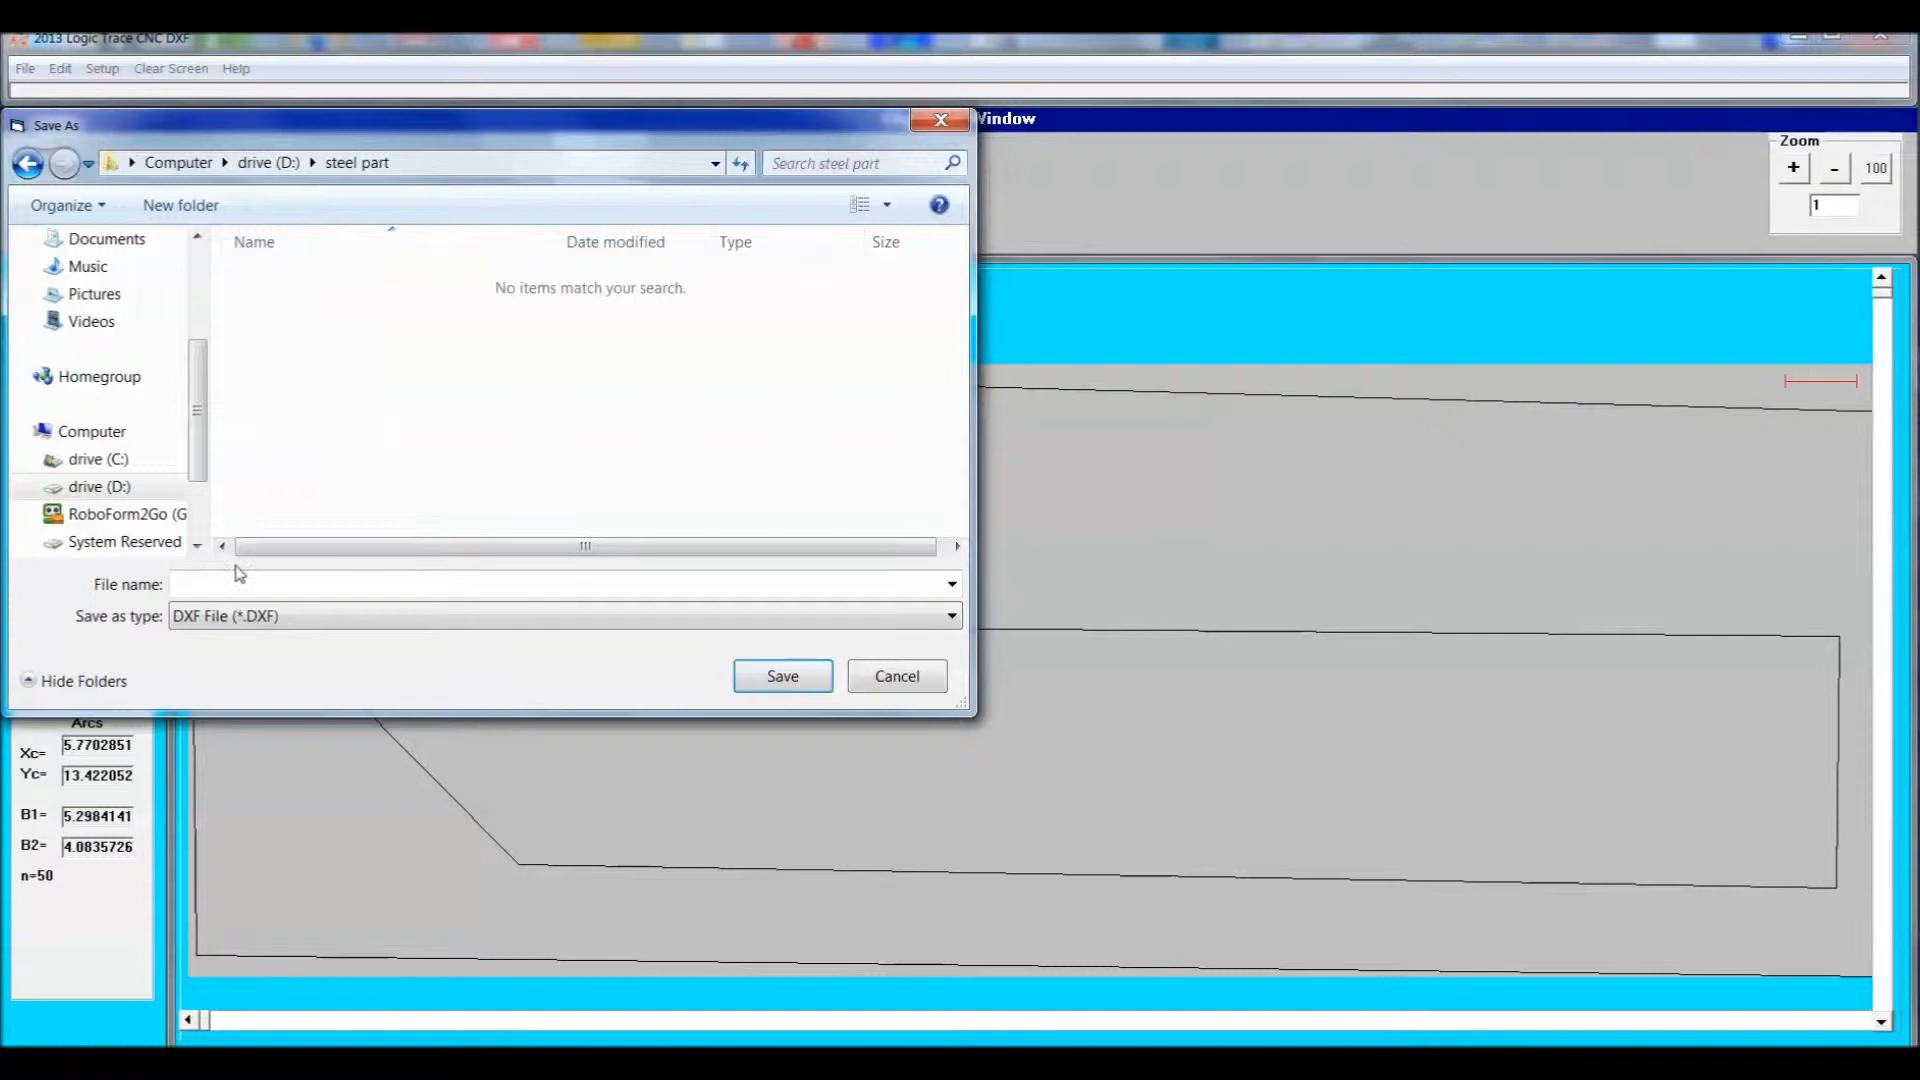 2013 Logic Trace CNC DXF
File Edit Setup Clear Screen Help
Save As
Window
Computer drive (D:) steel part
Search steel part
Zoom
+ - 100
1
Organize New folder
Name Date modified Type Size
No items match your search.
Documents
Music
Pictures
Videos
Homegroup
Computer
drive (C:)
drive (D:)
RoboForm2Go (G
System Reserved
File name:
Save as type: DXF File (*.DXF)
Hide Folders
Save Cancel
Arcs
Xc= 5.7702851
Yc= 13.422052
B1= 5.2984141
B2= 4.0835726
n=50